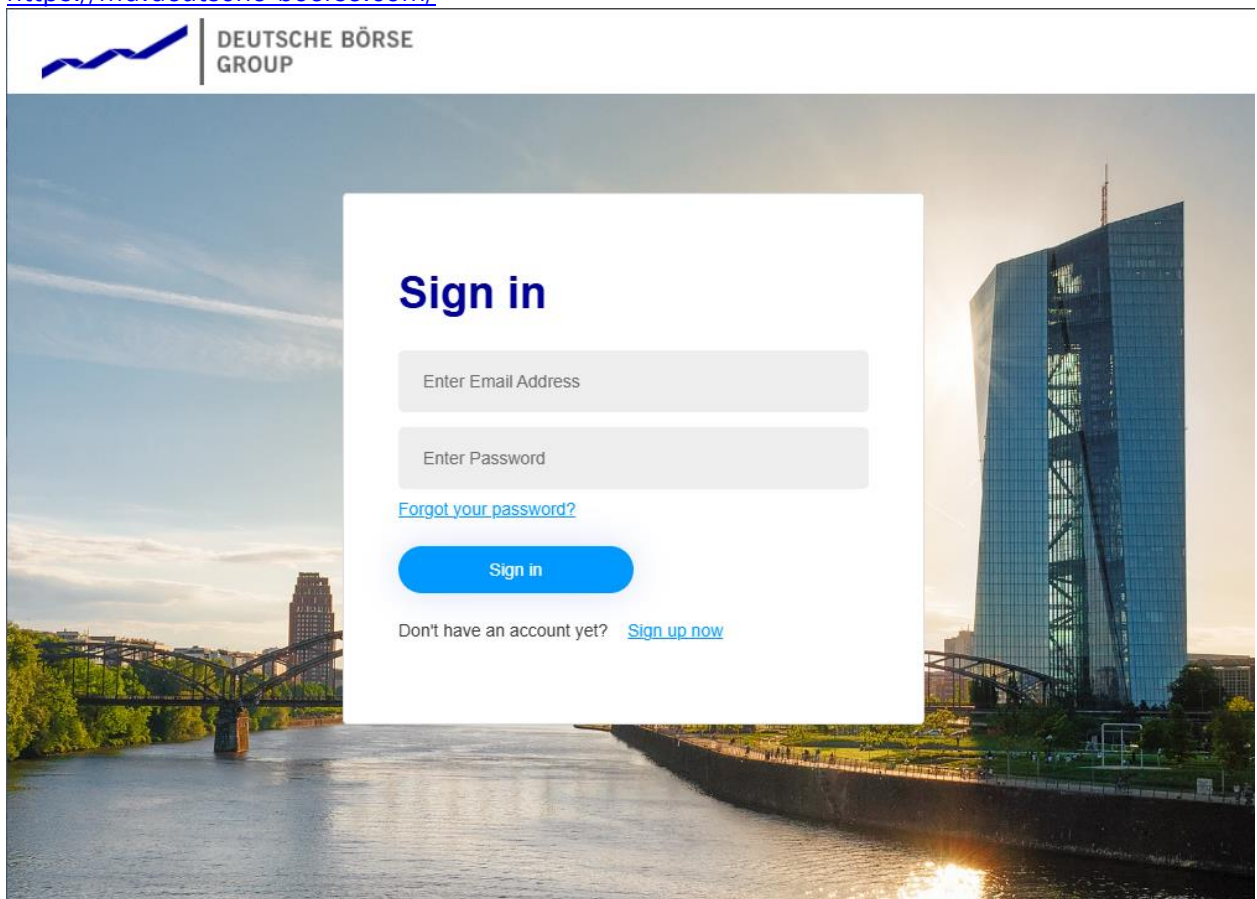 DEUTSCHE BÖRSE
GROUP
Sign in
Enter Email Address
Enter Password
Forgot your password?
Sign in
Don't have an account yet? Sign up now